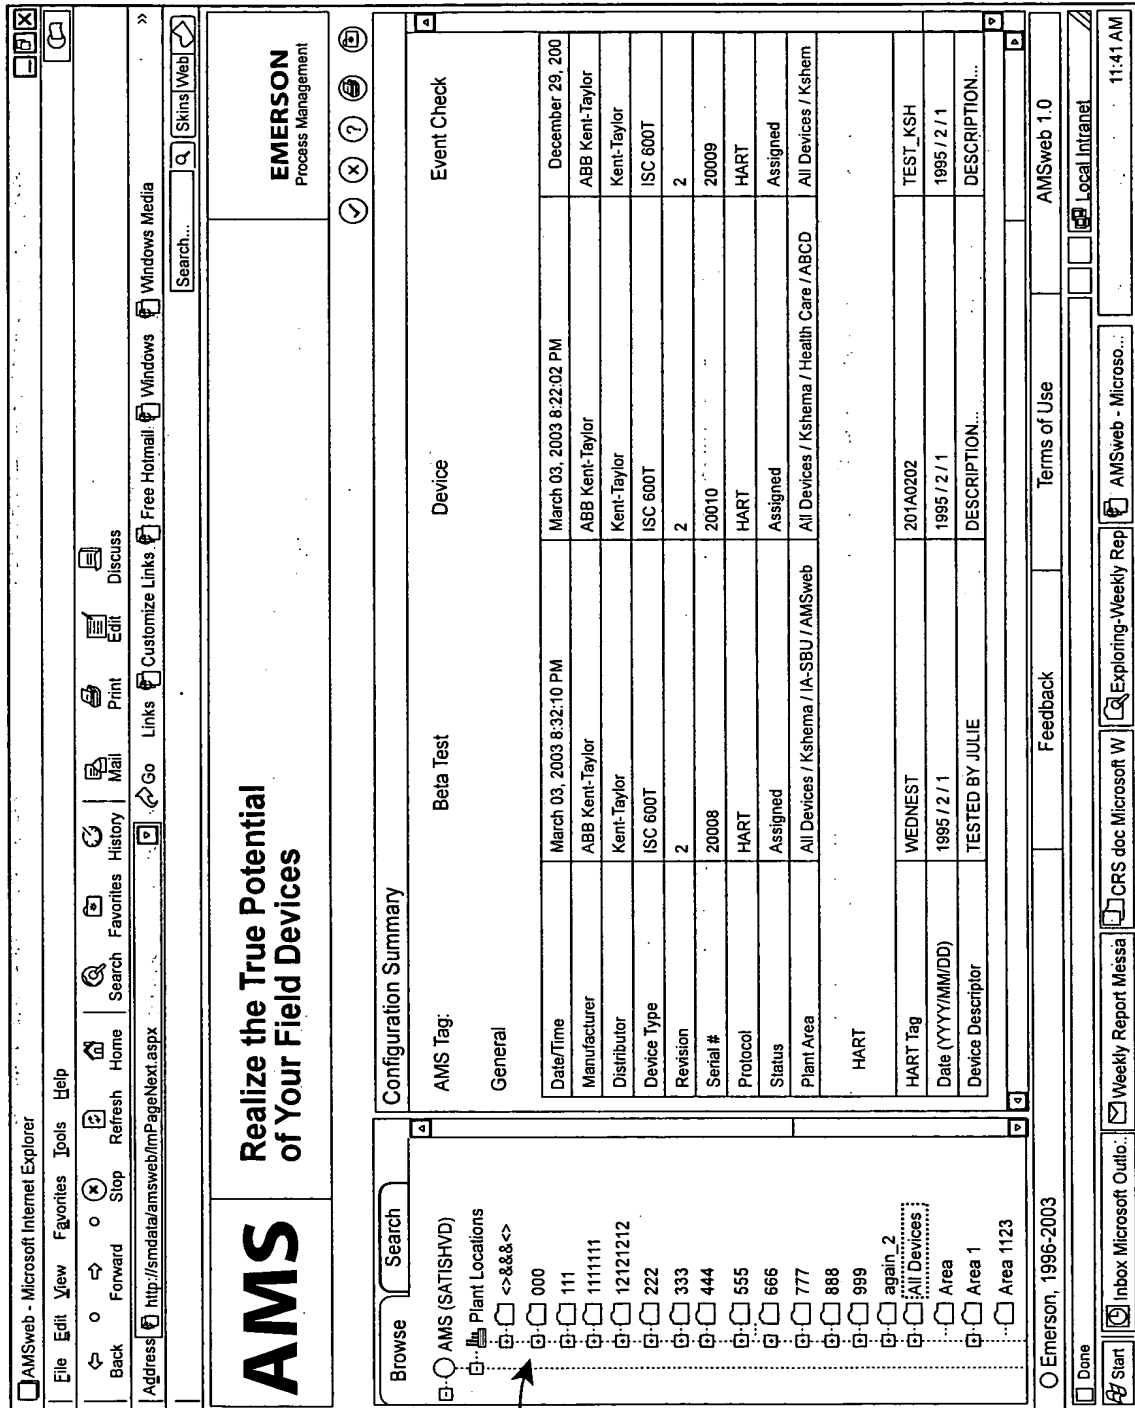 AMSweb - Microsoft Internet Explorer
File Edit View Favorites Tools Help
Back Forward Stop Refresh Home Search Favorites History Mail Print Edit Discuss
Address http://smdata/amsweb/ImPageNext.aspx Go Links Customize Links Free Hotmail Windows Windows Media »
Search... Skins Web
AMS
Realize the True Potential
of Your Field Devices
EMERSON
Process Management
Browse Search
AMS (SATISHVD)
Plant Locations
<>&&&<>
000
111
1111111
12121212
222
333
444
555
666
777
888
999
again_2
All Devices
Area
Area 1
Area 1123
Configuration Summary
AMS Tag: Beta Test Device Event Check
General
Date/Time March 03, 2003 8:32:10 PM March 03, 2003 8:22:02 PM December 29, 200
Manufacturer ABB Kent-Taylor ABB Kent-Taylor ABB Kent-Taylor
Distributor Kent-Taylor Kent-Taylor Kent-Taylor
Device Type ISC 600T ISC 600T ISC 600T
Revision 2 2 2
Serial # 20008 20010 20009
Protocol HART HART HART
Status Assigned Assigned Assigned
Plant Area All Devices / Kshema / IA-SBU / AMSweb All Devices / Kshema / Health Care / ABCD All Devices / Kshem
HART
HART Tag WEDNEST 201A0202 TEST_KSH
Date (YYYY/MM/DD) 1995 / 2 / 1 1995 / 2 / 1 1995 / 2 / 1
Device Descriptor TESTED BY JULIE DESCRIPTION... DESCRIPTION...
Emerson, 1996-2003 Feedback Terms of Use AMSweb 1.0
Done Local Intranet
Start Inbox Microsoft Outlo.. Weekly Report Messa CRS doc Microsoft W Exploring-Weekly Rep AMSweb - Microso... 11:41 AM